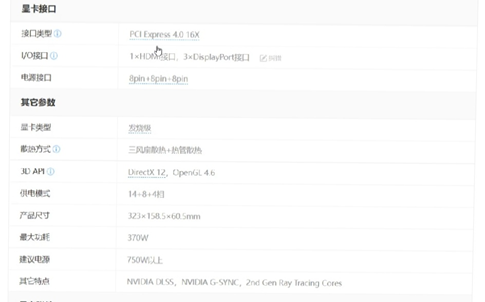 显卡接口
接口类型 PCI Express 4.0 16X
I/O接口 1×HDMI接口, 3×DisplayPort接口 纠错
电源接口 8pin+8pin+8pin
其它参数
显卡类型 发烧级
散热方式 三风扇散热+热管散热
3D API DirectX 12, OpenGL 4.6
供电模式 14+8+4相
产品尺寸 323×158.5×60.5mm
最大功耗 370W
建议电源 750W以上
其它特点 NVIDIA DLSS, NVIDIA G-SYNC, 2nd Gen Ray Tracing Cores